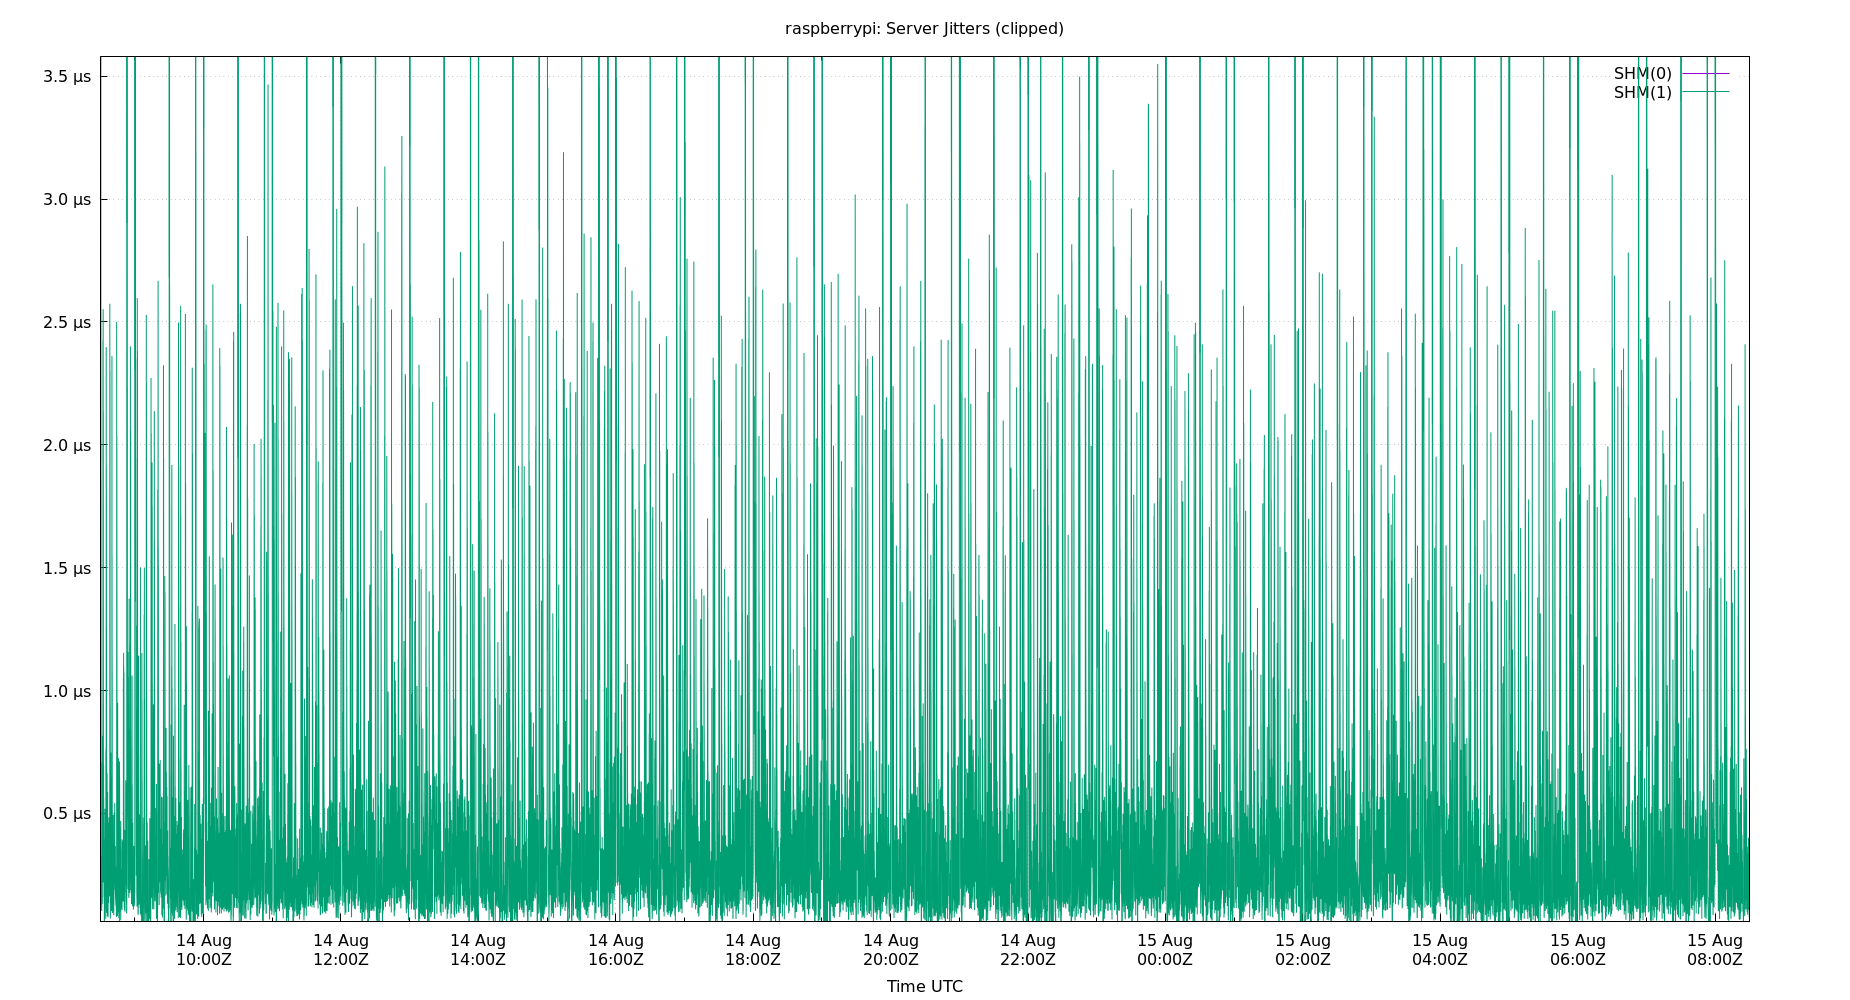 raspberrypi: Server Jitters (clipped)
SHM(0)
SHM(1)
3.5 µs
3.0 µs
2.5 µs
2.0 µs
1.5 µs
1.0 µs
0.5 µs
14 Aug 14 Aug 14 Aug 14 Aug 14 Aug 14 Aug 14 Aug 15 Aug 15 Aug 15 Aug 15 Aug 15 Aug
10:00Z 12:00Z 14:00Z 16:00Z 18:00Z 20:00Z 22:00Z 00:00Z 02:00Z 04:00Z 06:00Z 08:00Z
Time UTC